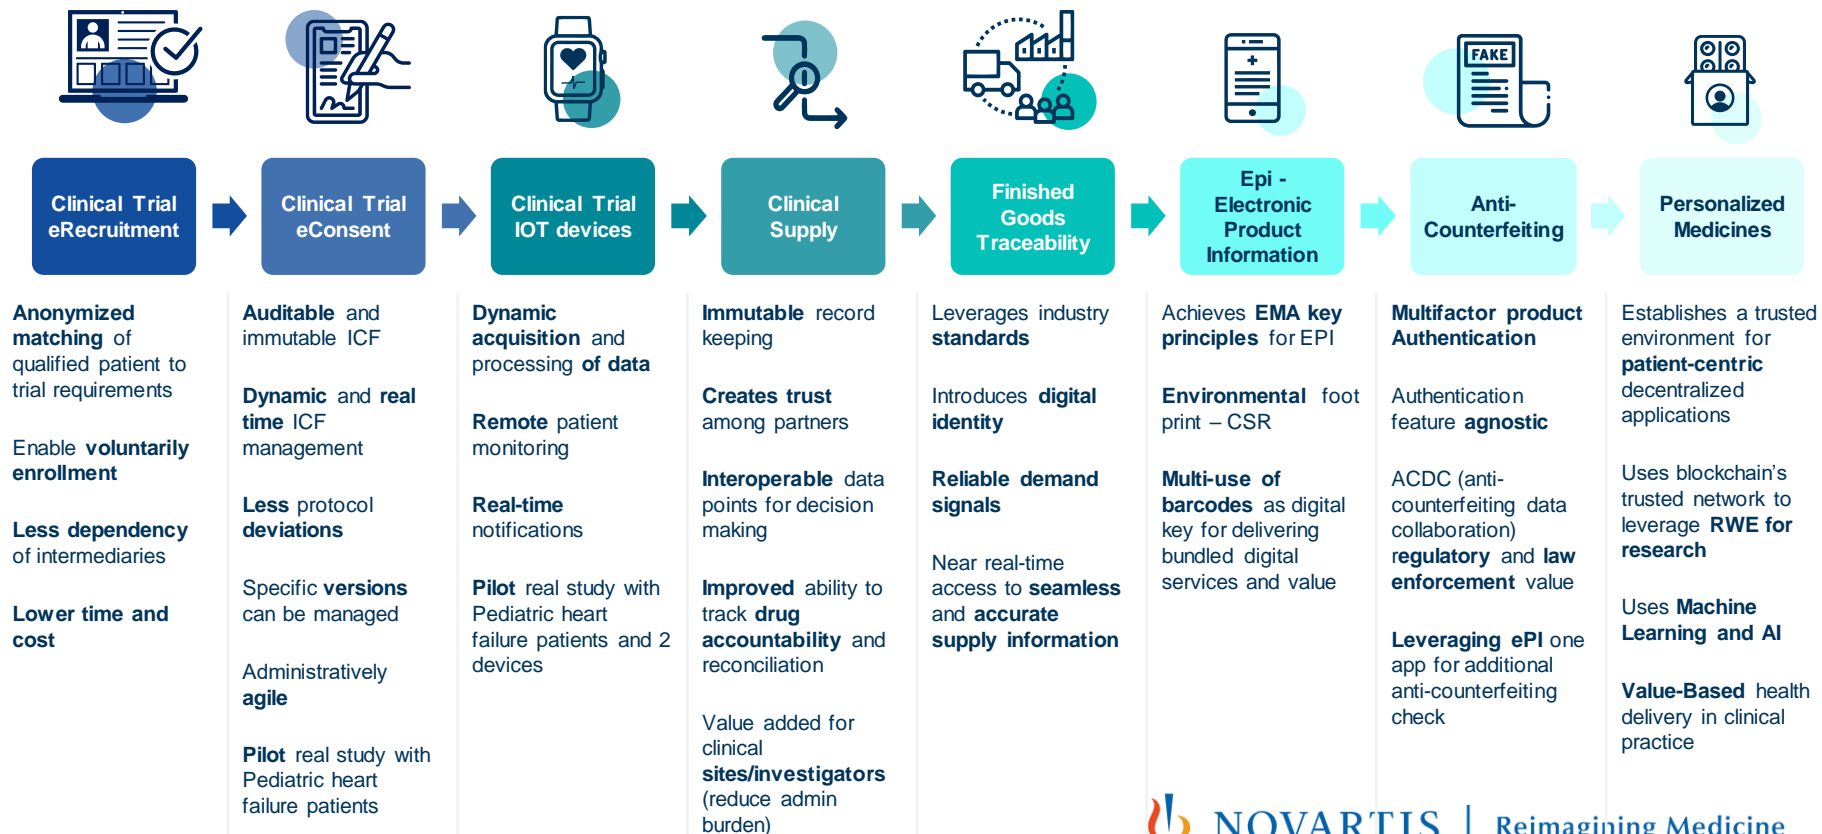 FAKE
Clinical Trial
eRecruitment
Clinical Trial
eConsent
Clinical Trial
IOT devices
Clinical
Supply
Finished
Goods
Traceability
Epi -
Electronic
Product
Information
Anti-
Counterfeiting
Personalized
Medicines
Anonymized
matching of
qualified patient to
trial requirements
Enable voluntarily
enrollment
Less dependency
of intermediaries
Lower time and
cost
Auditable and
immutable ICF
Dynamic and real
time ICF
management
Less protocol
deviations
Specific versions
can be managed
Administratively
agile
Pilot real study with
Pediatric heart
failure patients
Dynamic
acquisition and
processing of data
Remote patient
monitoring
Real-time
notifications
Pilot real study with
Pediatric heart
failure patients and 2
devices
Immutable record
keeping
Creates trust
among partners
Interoperable data
points for decision
making
Improved ability to
track drug
accountability and
reconciliation
Value added for
clinical
sites/investigators
(reduce admin
burden)
Leverages industry
standards
Introduces digital
identity
Reliable demand
signals
Near real-time
access to seamless
and accurate
supply information
Achieves EMA key
principles for EPI
Environmental foot
print – CSR
Multi-use of
barcodes as digital
key for delivering
bundled digital
services and value
Multifactor product
Authentication
Authentication
feature agnostic
ACDC (anti-
counterfeiting data
collaboration)
regulatory and law
enforcement value
Leveraging ePI one
app for additional
anti-counterfeiting
check
Establishes a trusted
environment for
patient-centric
decentralized
applications
Uses blockchain's
trusted network to
leverage RWE for
research
Uses Machine
Learning and AI
Value-Based health
delivery in clinical
practice
NOVARTIS | Reimagining Medicine